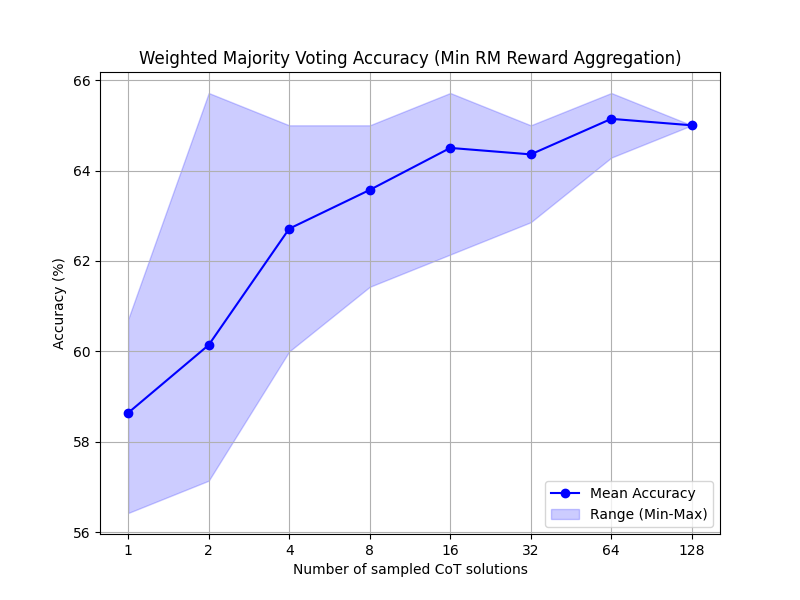 Weighted Majority Voting Accuracy (Min RM Reward Aggregation)
66
64
62
60
58
56
Accuracy (%)
Mean Accuracy
Range (Min-Max)
1 2 4 8 16 32 64 128
Number of sampled CoT solutions